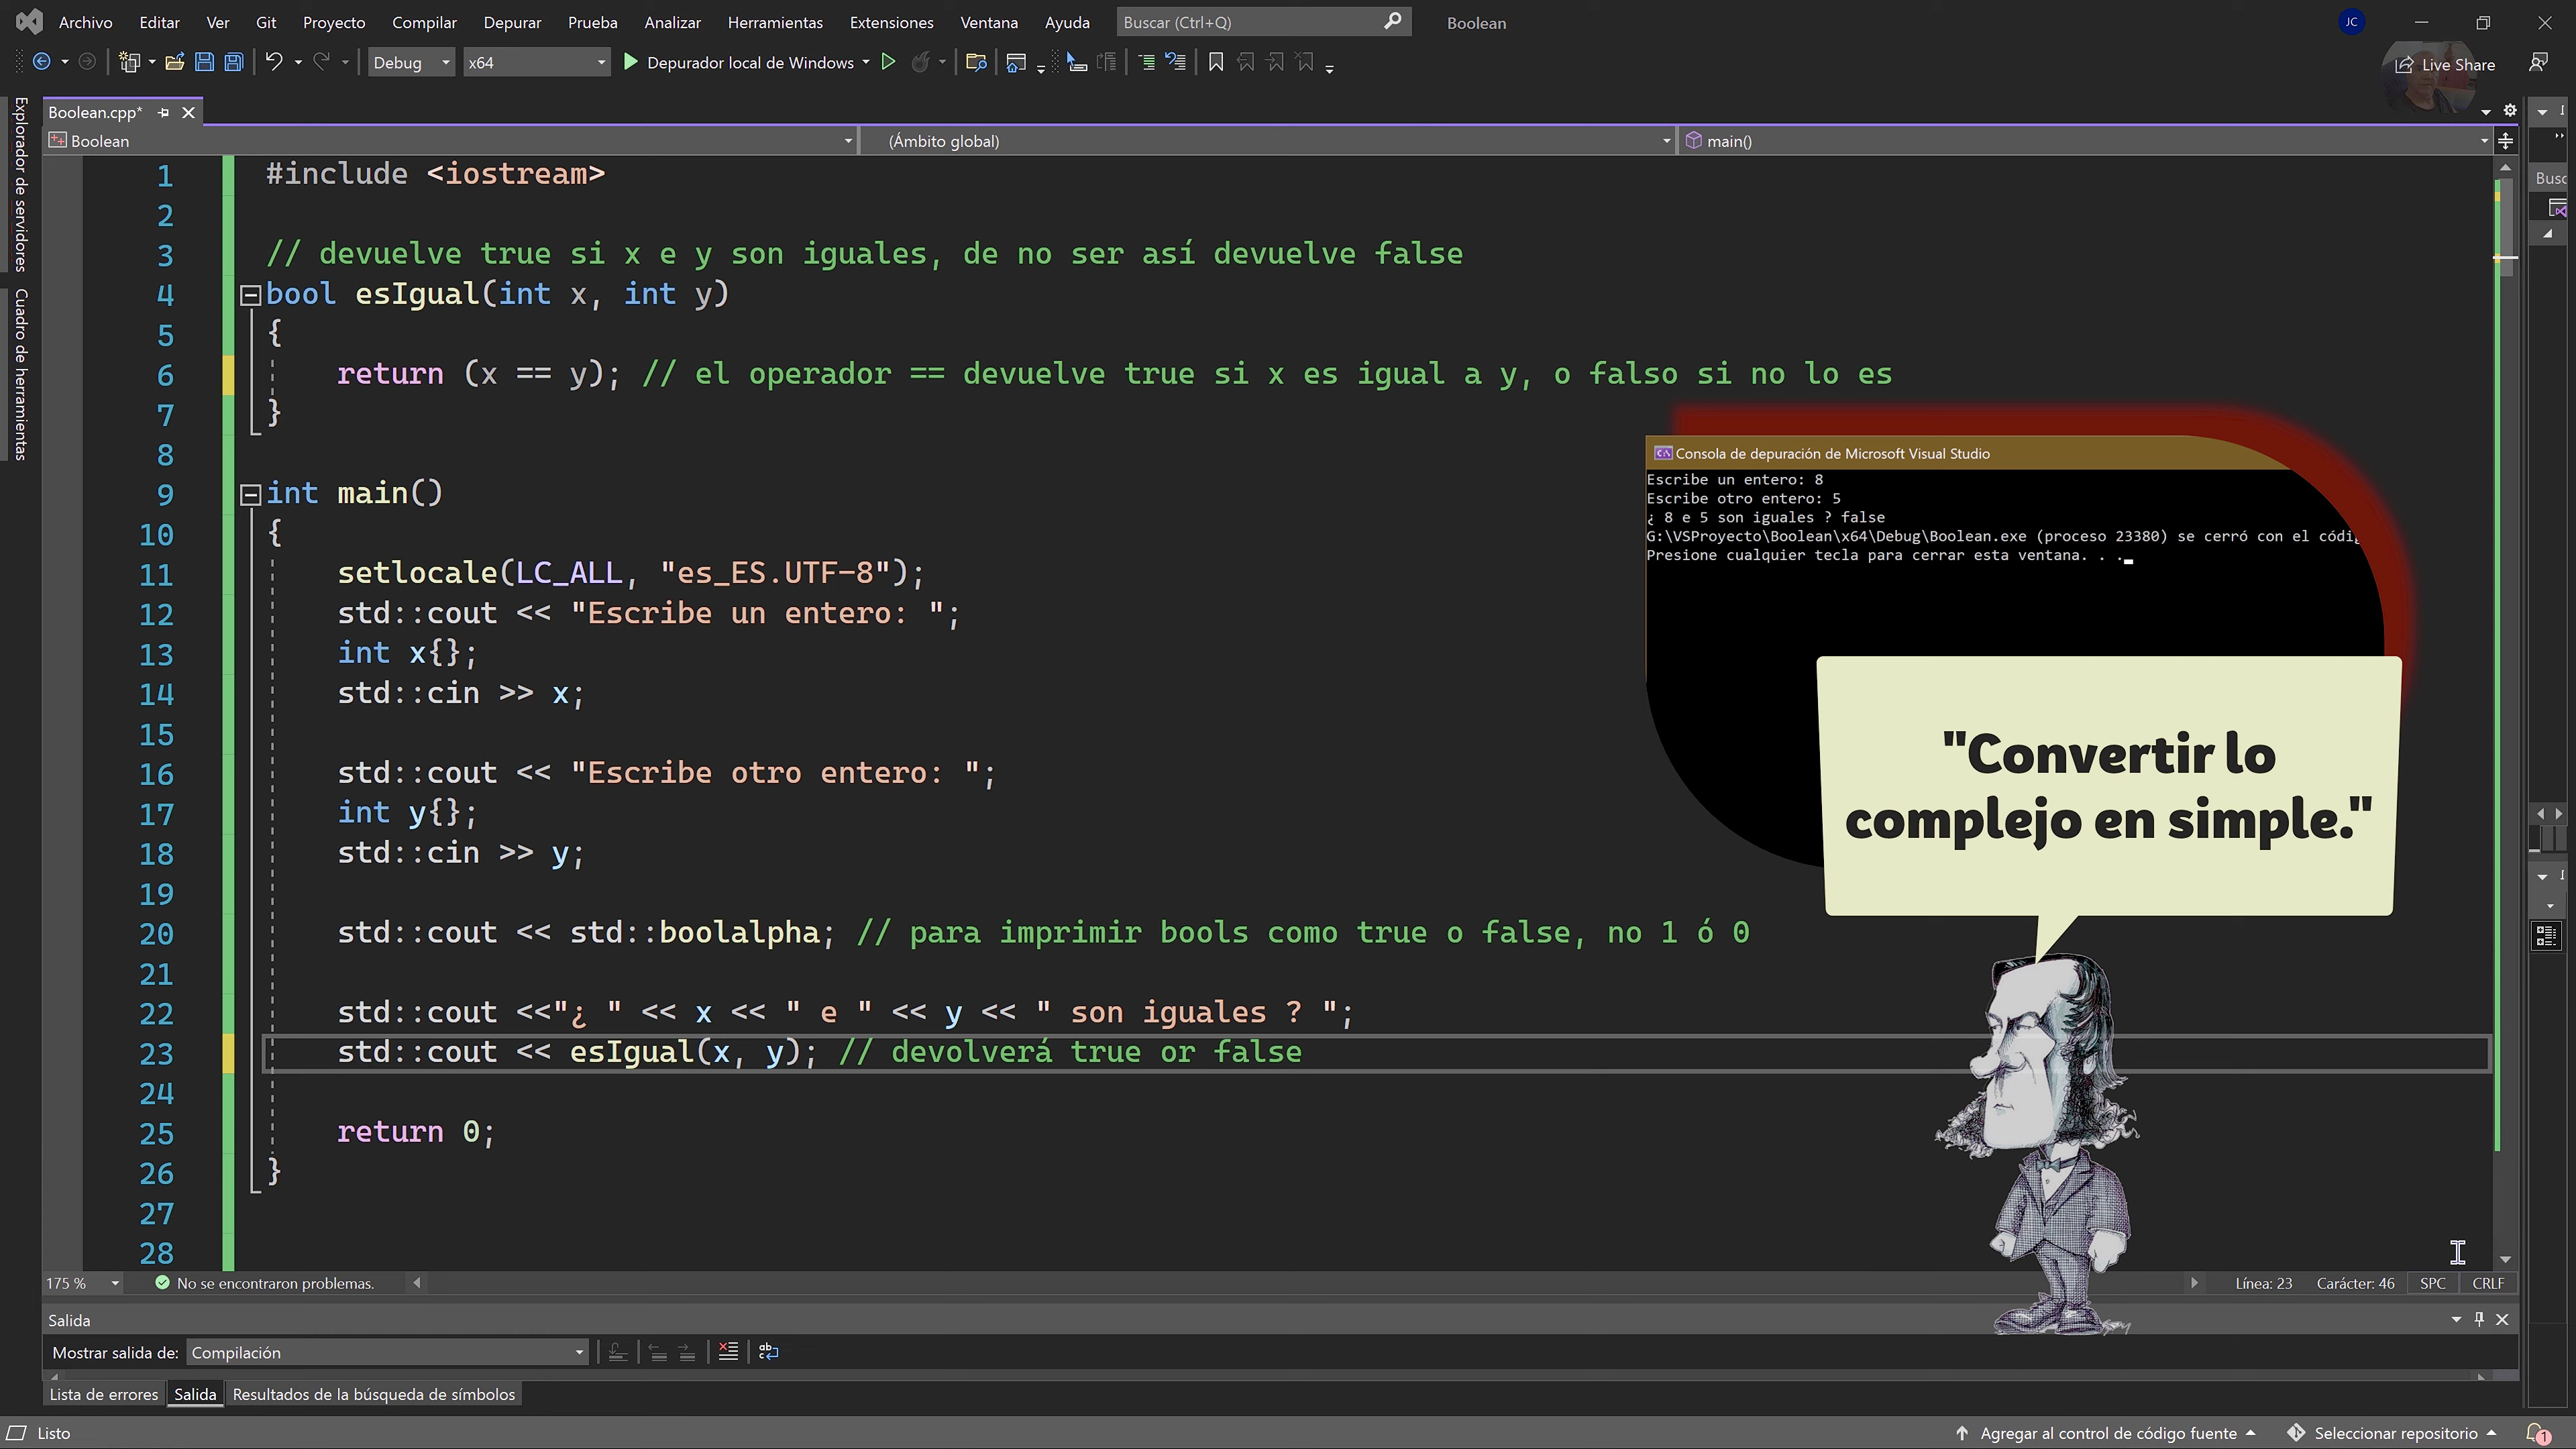 Archivo Editar Ver Git Proyecto Compilar Depurar Prueba Analizar Herramientas Extensiones Ventana Ayuda Buscar (Ctrl+Q) Boolean JC
Debug x64 Depurador local de Windows Live Share
Explorador de servidores
Cuadro de herramientas
Boolean.cpp*
Boolean (Ámbito global) main()
Busc
1 #include <iostream>
2
3 // devuelve true si x e y son iguales, de no ser así devuelve false
4 bool esIgual(int x, int y)
5 {
6 return (x == y); // el operador == devuelve true si x es igual a y, o falso si no lo es
7 }
8
9 int main()
10 {
11 setlocale(LC_ALL, "es_ES.UTF-8");
12 std::cout << "Escribe un entero: ";
13 int x{};
14 std::cin >> x;
15
16 std::cout << "Escribe otro entero: ";
17 int y{};
18 std::cin >> y;
19
20 std::cout << std::boolalpha; // para imprimir bools como true o false, no 1 ó 0
21
22 std::cout <<"¿ " << x << " e " << y << " son iguales ? ";
23 std::cout << esIgual(x, y); // devolverá true or false
24
25 return 0;
26 }
27
28
Consola de depuración de Microsoft Visual Studio
Escribe un entero: 8
Escribe otro entero: 5
¿ 8 e 5 son iguales ? false
G:\VSProyecto\Boolean\x64\Debug\Boolean.exe (proceso 23380) se cerró con el códig
Presione cualquier tecla para cerrar esta ventana. . .
"Convertir lo
complejo en simple."
175 % No se encontraron problemas. Línea: 23 Carácter: 46 SPC CRLF
Salida
Mostrar salida de: Compilación
Lista de errores Salida Resultados de la búsqueda de símbolos
Listo Agregar al control de código fuente Seleccionar repositorio 1